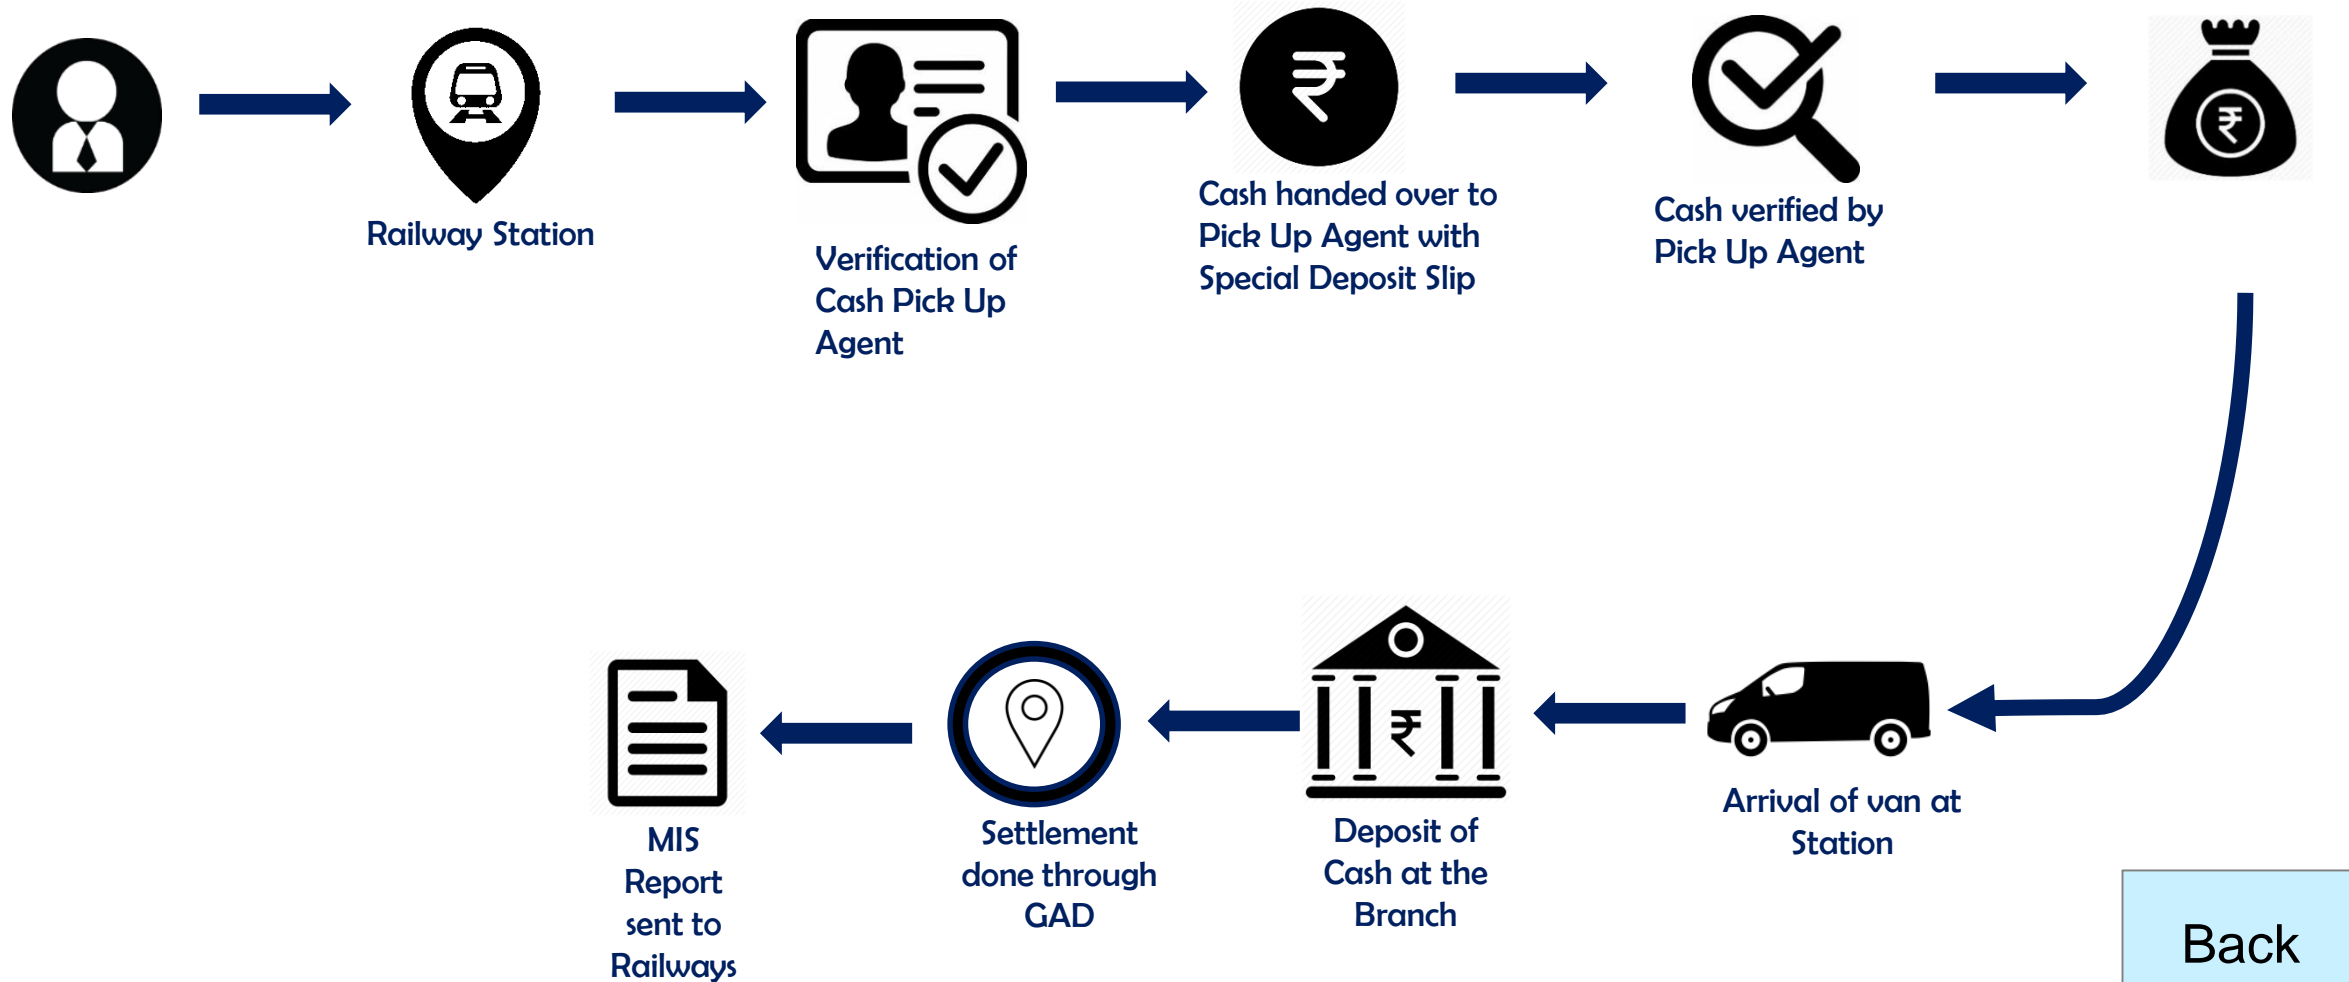 ₹
₹
Railway Station
Verification of
Cash Pick Up
Agent
Cash handed over to
Pick Up Agent with
Special Deposit Slip
Cash verified by
Pick Up Agent
₹
Arrival of van at
Station
Deposit of
Cash at the
Branch
Settlement
done through
GAD
MIS
Report
sent to
Railways
Back